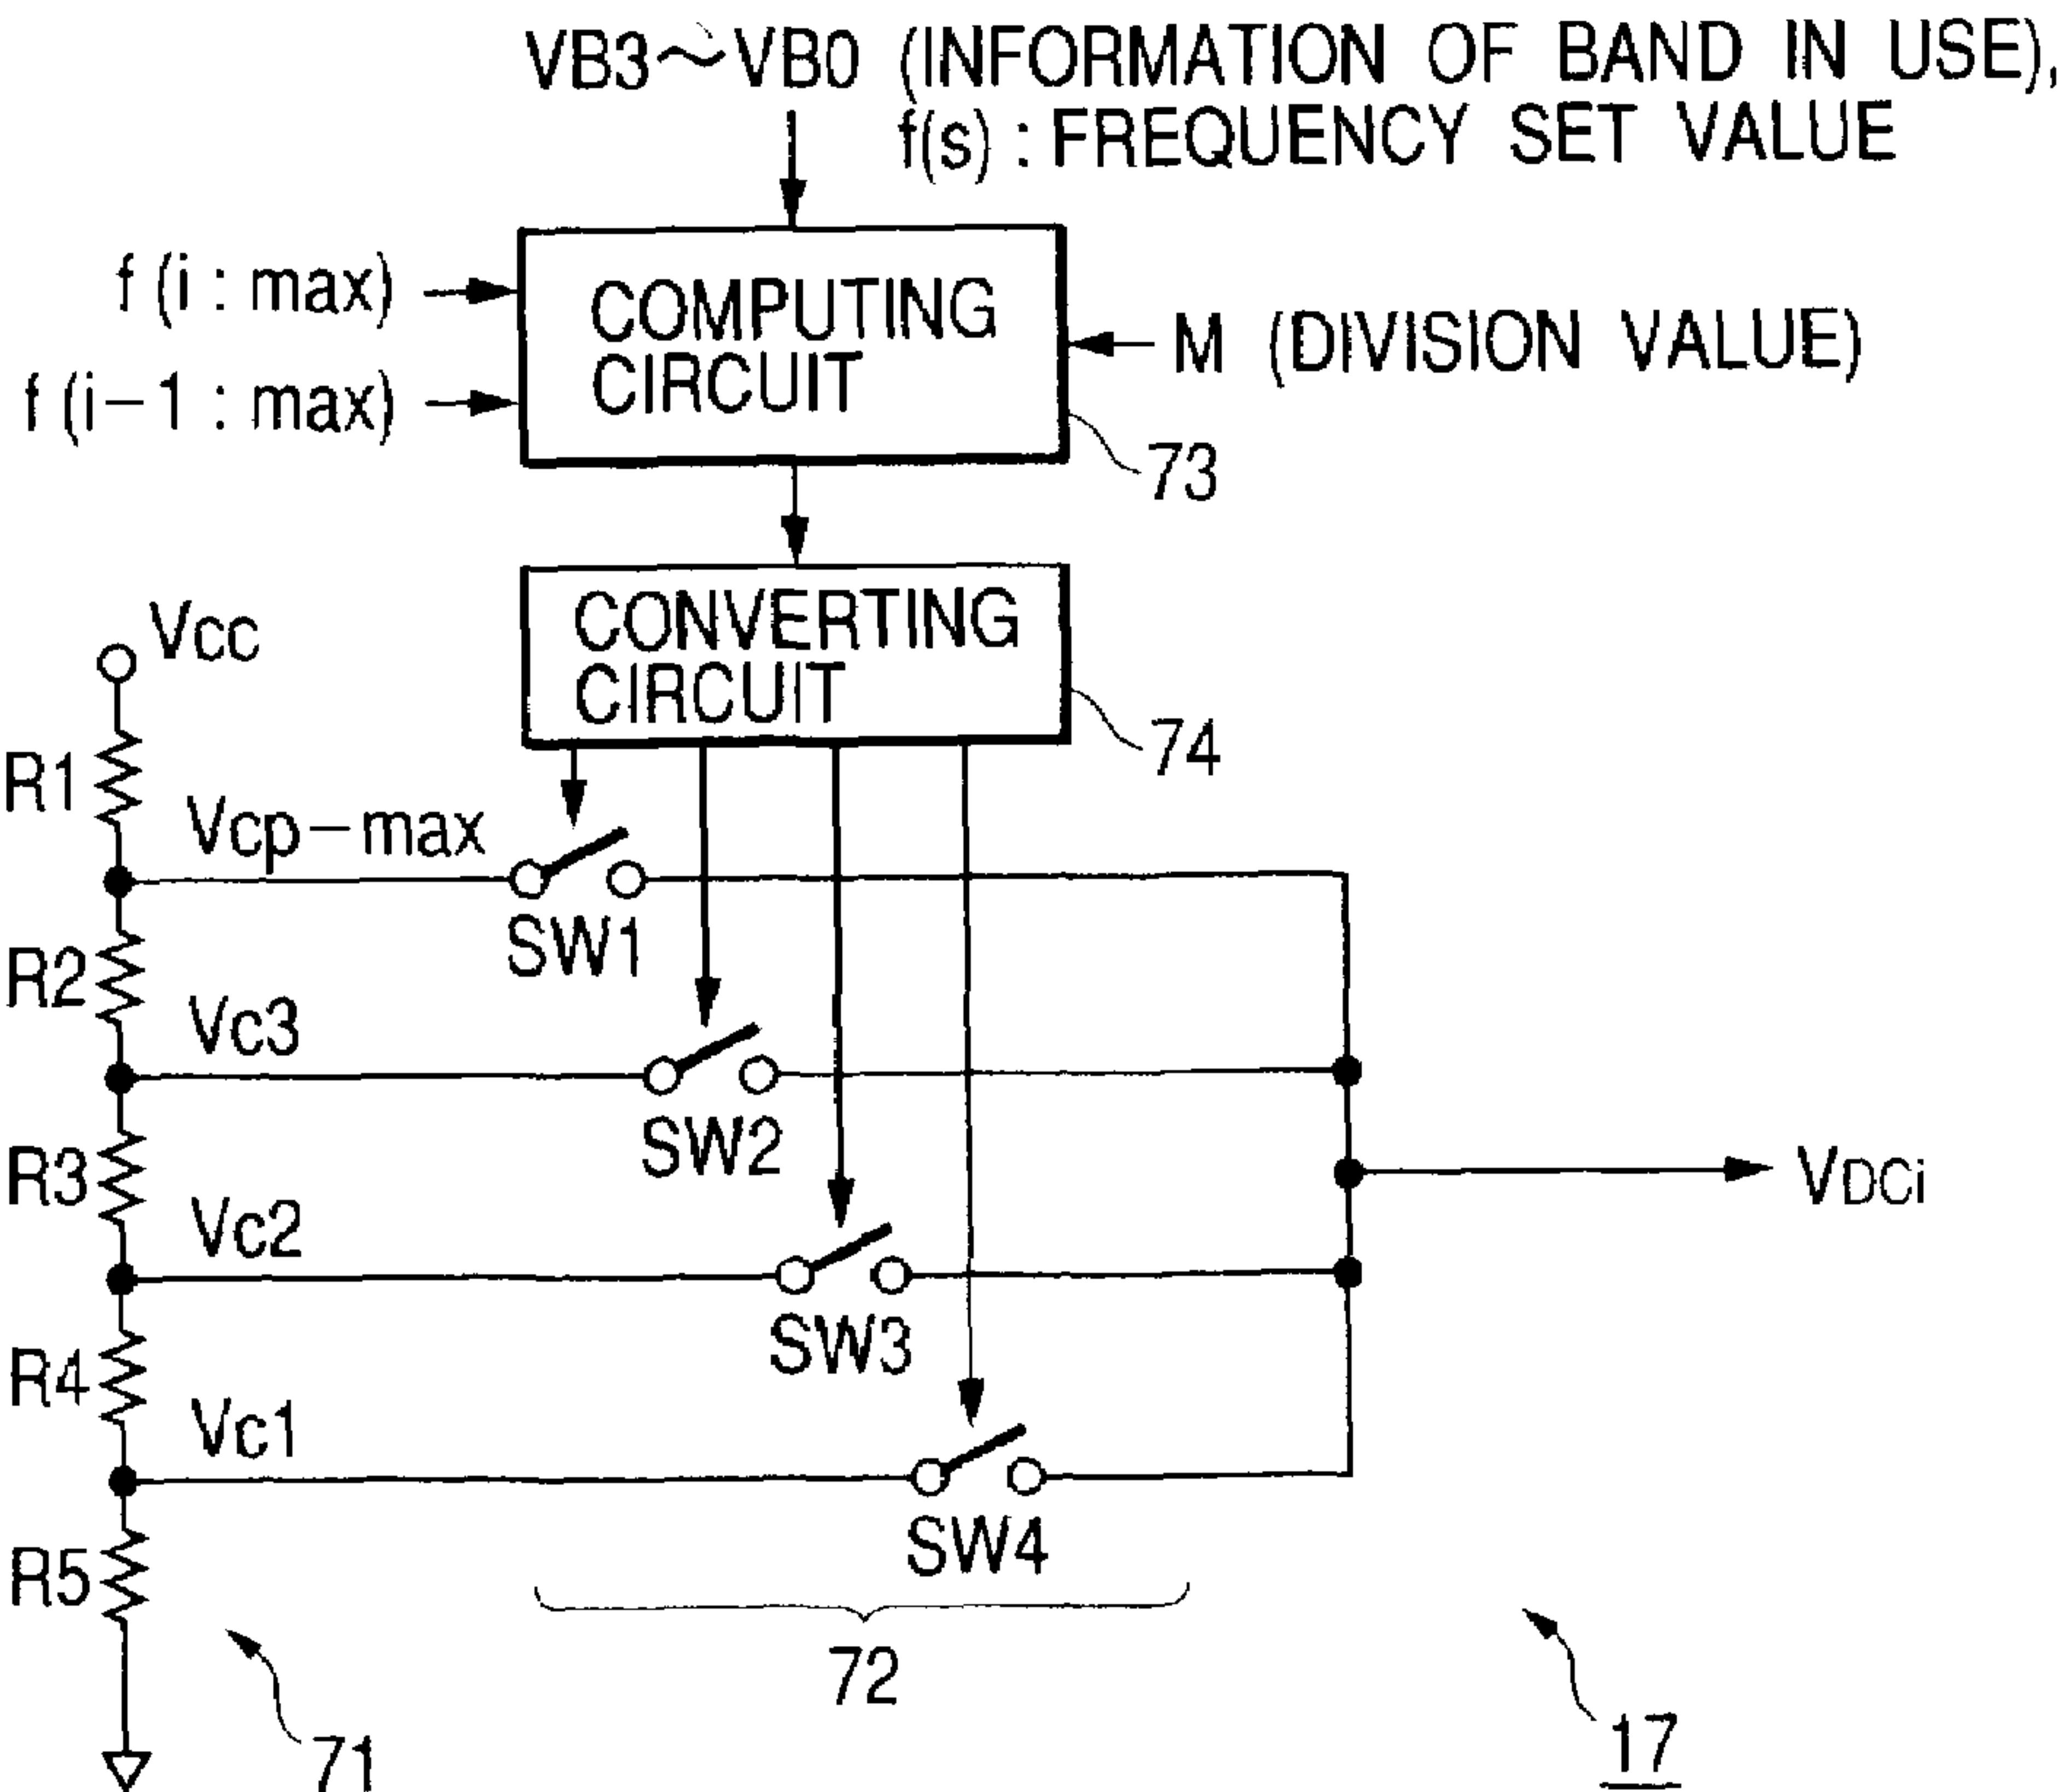 VB3~VB0 (INFORMATION OF BAND IN USE),
f(s) : FREQUENCY SET VALUE
f (i : max)
f (i-1 : max)
COMPUTING
CIRCUIT
M (DIVISION VALUE)
73
CONVERTING
CIRCUIT
74
Vcc
R1
Vcp-max
SW1
R2
Vc3
SW2
R3
Vc2
SW3
VDCi
R4
Vc1
SW4
R5
72
71
17